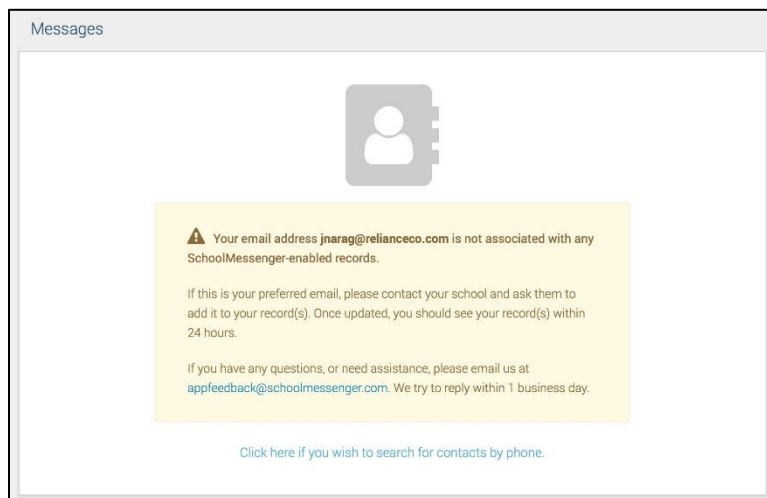 Messages
Your email address jnarag@relianceco.com is not associated with any
SchoolMessenger-enabled records.
If this is your preferred email, please contact your school and ask them to
add it to your record(s). Once updated, you should see your record(s) within
24 hours.
If you have any questions, or need assistance, please email us at
appfeedback@schoolmessenger.com. We try to reply within 1 business day.
Click here if you wish to search for contacts by phone.